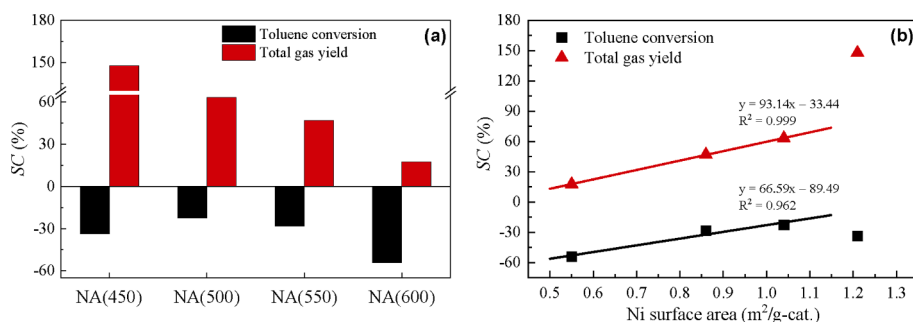 180
150
60
30
0
-30
-60
SC (%)
Toluene conversion
Total gas yield
(a)
NA(450)
NA(500)
NA(550)
NA(600)
180
150
120
90
60
30
0
-30
-60
SC (%)
Toluene conversion
Total gas yield
(b)
y = 93.14x – 33.44
R² = 0.999
y = 66.59x – 89.49
R² = 0.962
0.5 0.6 0.7 0.8 0.9 1.0 1.1 1.2 1.3
Ni surface area (m²/g-cat.)